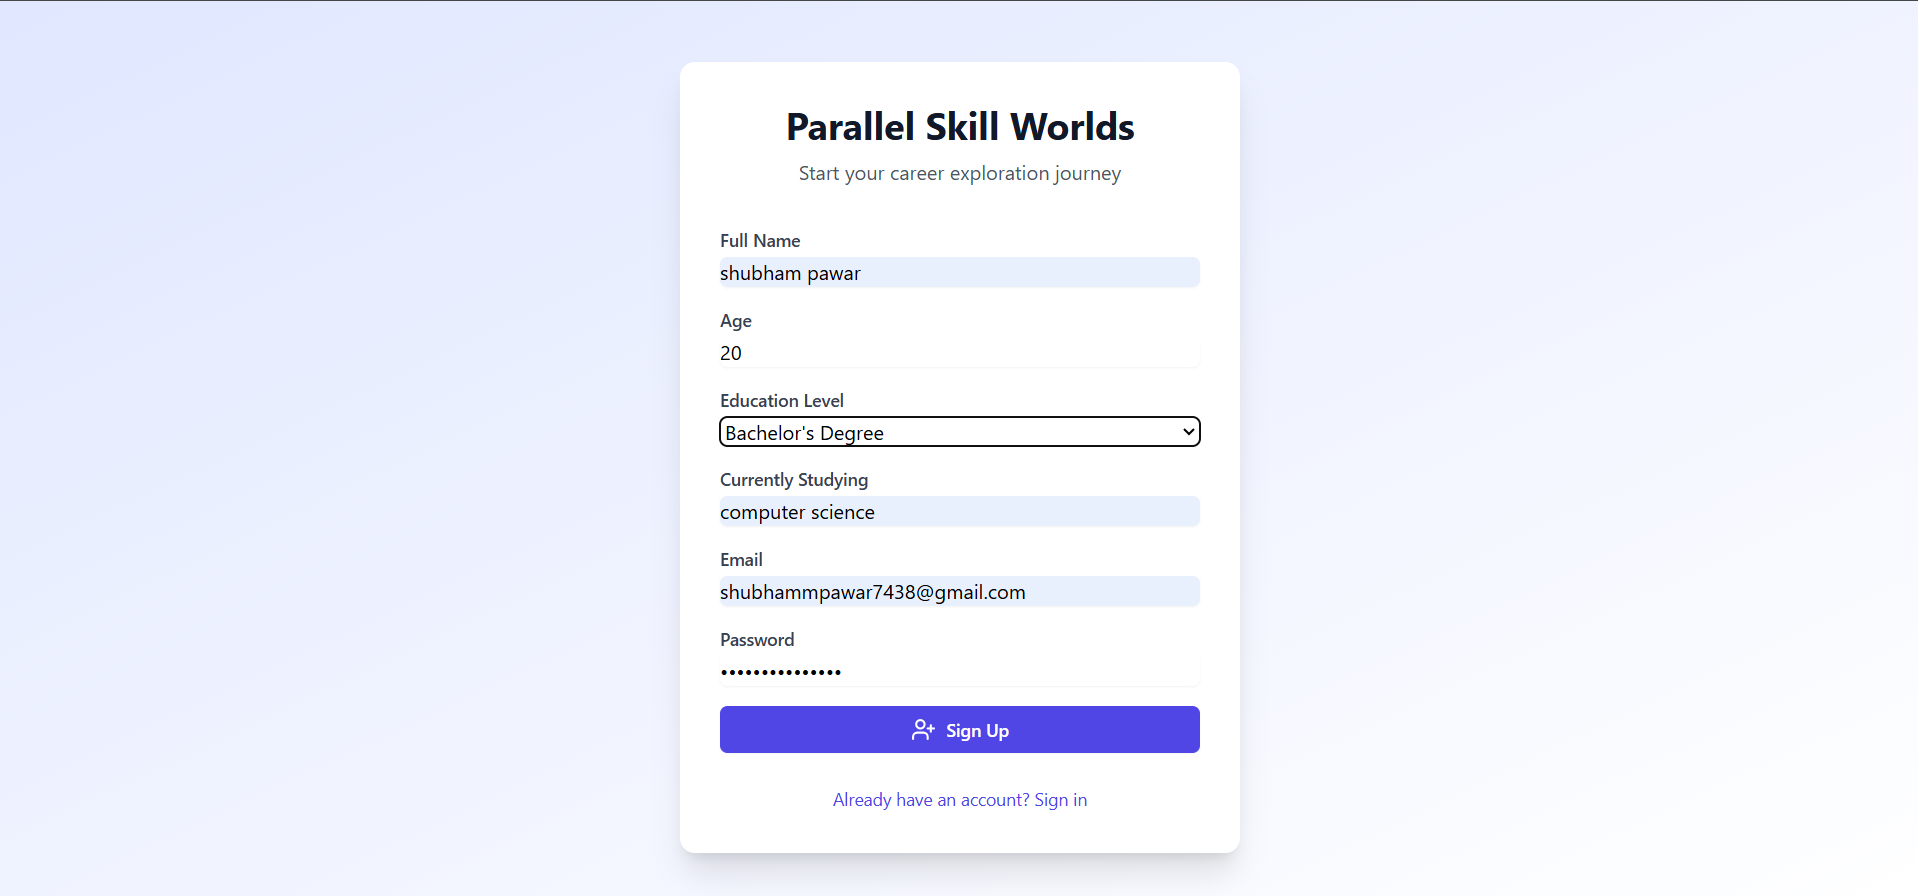 Parallel Skill Worlds
Start your career exploration journey
Full Name
shubham pawar
Age
20
Education Level
Bachelor's Degree
Currently Studying
computer science
Email
shubhammpawar7438@gmail.com
Password
•••••••••••••••
Sign Up
Already have an account? Sign in